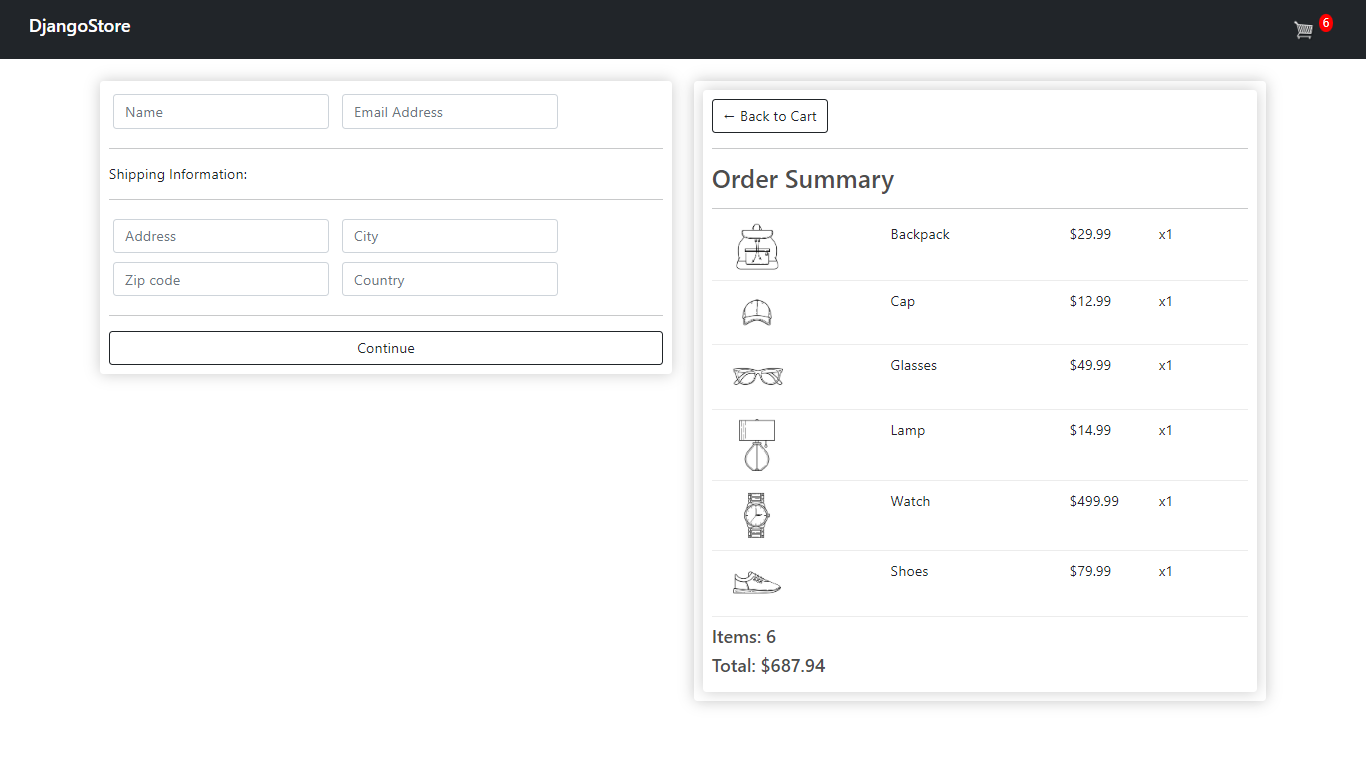 DjangoStore
6
Name
Email Address
Shipping Information:
Address
City
Zip code
Country
Continue
← Back to Cart
Order Summary
Backpack $29.99 x1
Cap $12.99 x1
Glasses $49.99 x1
Lamp $14.99 x1
Watch $499.99 x1
Shoes $79.99 x1
Items: 6
Total: $687.94